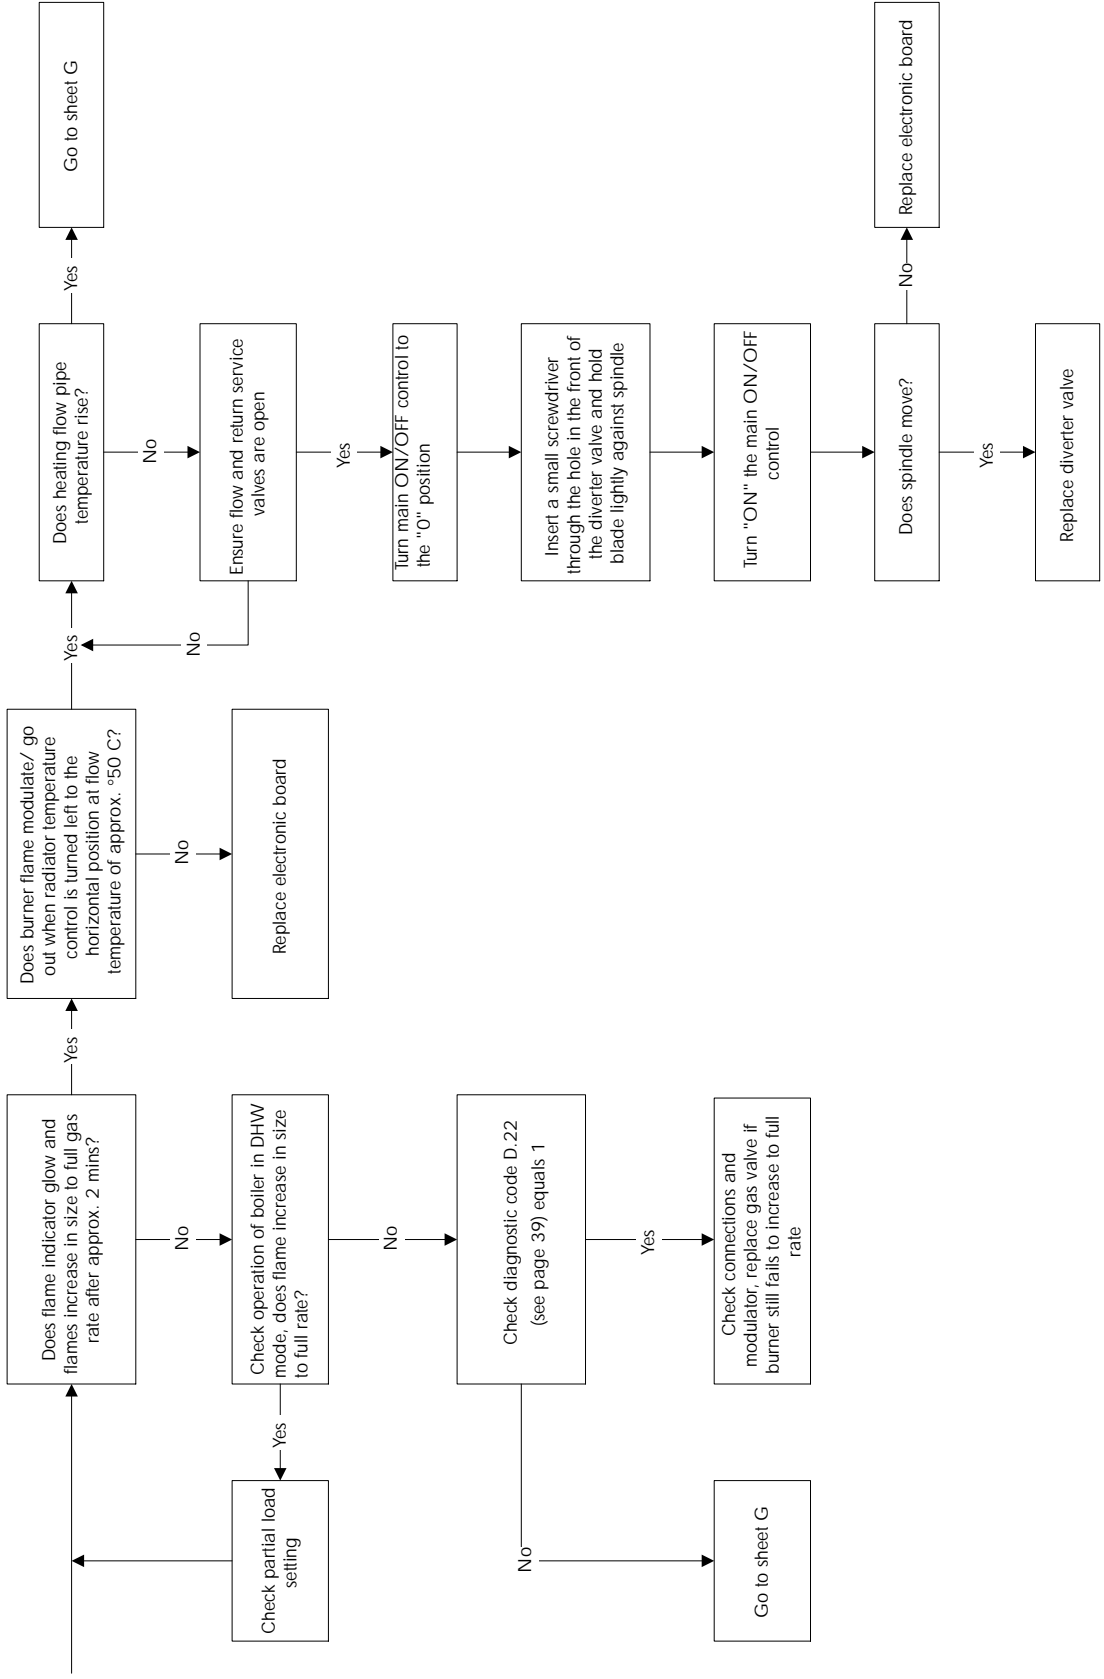 Does flame indicator glow and
flames increase in size to full gas
rate after approx. 2 mins?
Yes
Does burner flame modulate/ go
out when radiator temperature
control is turned left to the
horizontal position at flow
temperature of approx. °50 C?
Yes
Does heating flow pipe
temperature rise?
Yes
Go to sheet G
No
No
No
No
Check partial load
setting
Yes
Check operation of boiler in DHW
mode, does flame increase in size
to full rate?
Replace electronic board
Ensure flow and return service
valves are open
No
Yes
Turn main ON/OFF control to
the "0" position
Check diagnostic code D.22
(see page 39) equals 1
Insert a small screwdriver
through the hole in the front of
the diverter valve and hold
blade lightly against spindle
No
Yes
Go to sheet G
Check connections and
modulator, replace gas valve if
burner still fails to increase to full
rate
Turn "ON" the main ON/OFF
control
Does spindle move?
No
Replace electronic board
Yes
Replace diverter valve